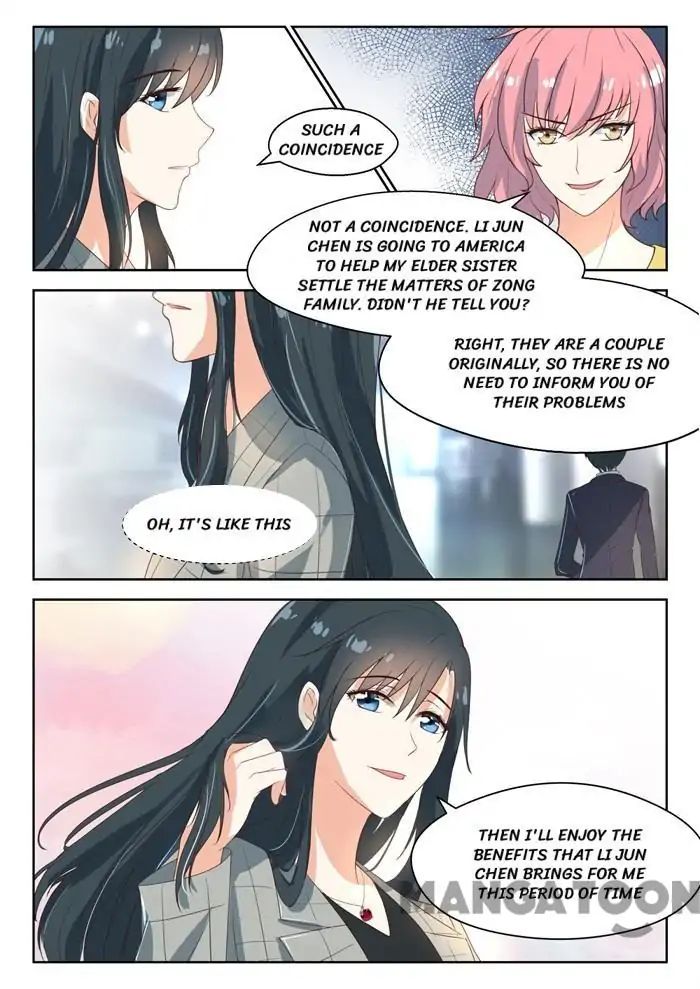 SUCH A
COINCIDENCE
NOT A COINCIDENCE. LI JUN
CHEN IS GOING TO AMERICA
TO HELP MY ELDER SISTER
SETTLE THE MATTERS OF ZONG
FAMILY. DIDN'T HE TELL YOU?
RIGHT, THEY ARE A COUPLE
ORIGINALLY, SO THERE IS NO
NEED TO INFORM YOU OF
THEIR PROBLEMS
OH, IT'S LIKE THIS
THEN I'LL ENJOY THE
BENEFITS THAT LI JUN
CHEN BRINGS FOR ME
THIS PERIOD OF TIME
MANGATOON